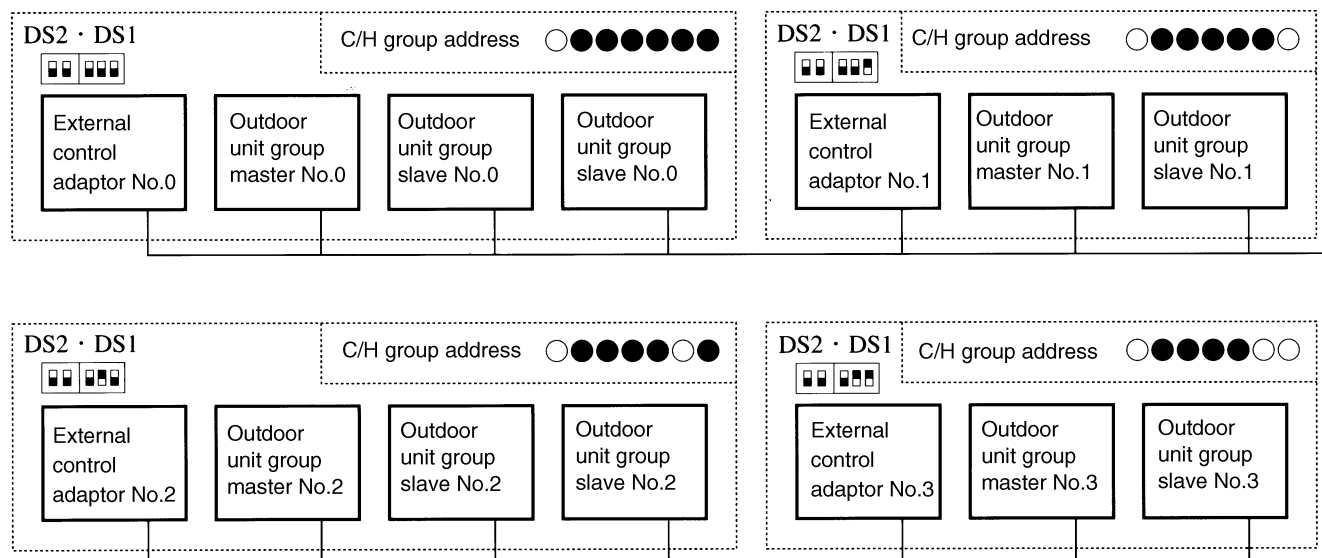 DS2 · DS1
C/H group address
External
control
adaptor No.0
Outdoor
unit group
master No.0
Outdoor
unit group
slave No.0
Outdoor
unit group
slave No.0
DS2 · DS1
C/H group address
External
control
adaptor No.1
Outdoor
unit group
master No.1
Outdoor
unit group
slave No.1
DS2 · DS1
C/H group address
External
control
adaptor No.2
Outdoor
unit group
master No.2
Outdoor
unit group
slave No.2
Outdoor
unit group
slave No.2
DS2 · DS1
C/H group address
External
control
adaptor No.3
Outdoor
unit group
master No.3
Outdoor
unit group
slave No.3